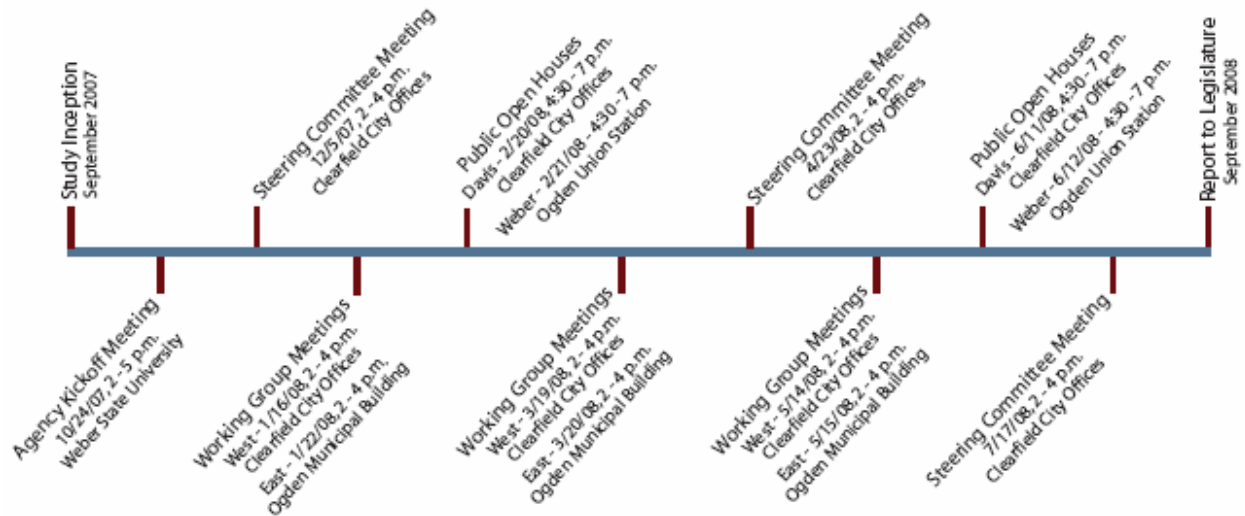 Study Inception
September 2007
Agency Kickoff Meeting
10/24/07, 2 - 5 p.m.
Weber State University
Steering Committee Meeting
12/5/07, 2 - 4 p.m.
Clearfield City Offices
Working Group Meetings
West - 1/16/08, 2 - 4 p.m.
Clearfield City Offices
East - 1/22/08, 2 - 4 p.m.
Ogden Municipal Building
Public Open Houses
Davis - 2/20/08, 4:30 - 7 p.m.
Clearfield City Offices
Weber - 2/21/08 - 4:30 - 7 p.m.
Ogden Union Station
Working Group Meetings
West - 3/19/08, 2 - 4 p.m.
Clearfield City Offices
East - 3/20/08, 2 - 4 p.m.
Ogden Municipal Building
Steering Committee Meeting
4/23/08, 2 - 4 p.m.
Clearfield City Offices
Working Group Meetings
West - 5/14/08, 2 - 4 p.m.
Clearfield City Offices
East - 5/15/08, 2 - 4 p.m.
Ogden Municipal Building
Public Open Houses
Davis - 6/11/08, 4:30 - 7 p.m.
Clearfield City Offices
Weber - 6/12/08 - 4:30 - 7 p.m.
Ogden Union Station
Steering Committee Meeting
7/17/08, 2 - 4 p.m.
Clearfield City Offices
Report to Legislature
September 2008